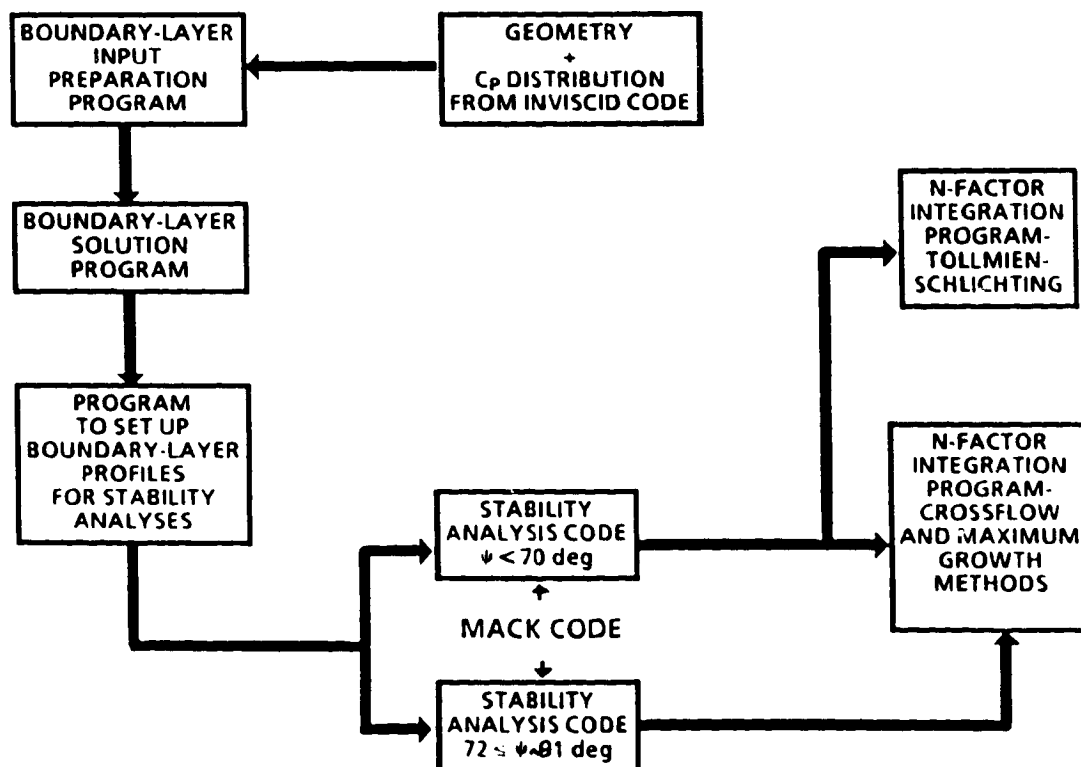 BOUNDARY-LAYER
INPUT
PREPARATION
PROGRAM
GEOMETRY
+
Cp DISTRIBUTION
FROM INVISCID CODE
BOUNDARY-LAYER
SOLUTION
PROGRAM
N-FACTOR
INTEGRATION
PROGRAM-
TOLLMIEN-
SCHLICHTING
PROGRAM
TO SET UP
BOUNDARY-LAYER
PROFILES
FOR STABILITY
ANALYSES
STABILITY
ANALYSIS CODE
ψ < 70 deg
MACK CODE
STABILITY
ANALYSIS CODE
72 ≤ ψ ~ deg
N-FACTOR
INTEGRATION
PROGRAM-
CROSSFLOW
AND MAXIMUM
GROWTH
METHODS